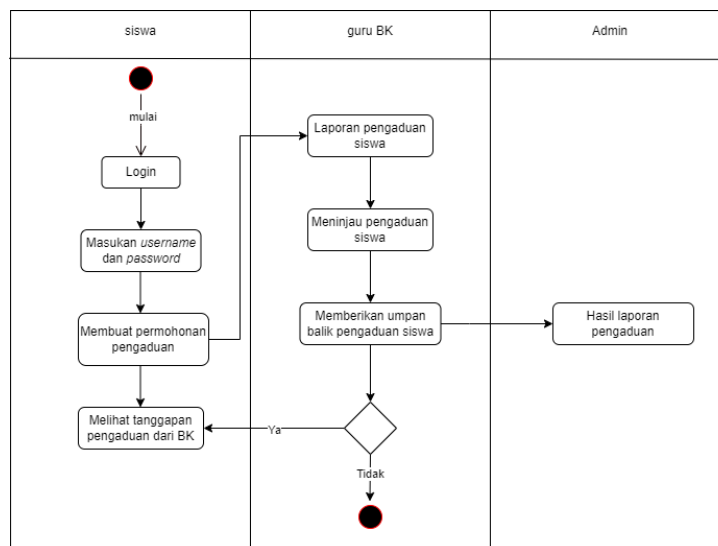 siswa
guru BK
Admin
mulai
Login
Masukan username
dan password
Membuat permohonan
pengaduan
Melihat tanggapan
pengaduan dari BK
Laporan pengaduan
siswa
Meninjau pengaduan
siswa
Memberikan umpan
balik pengaduan siswa
Ya
Tidak
Hasil laporan
pengaduan